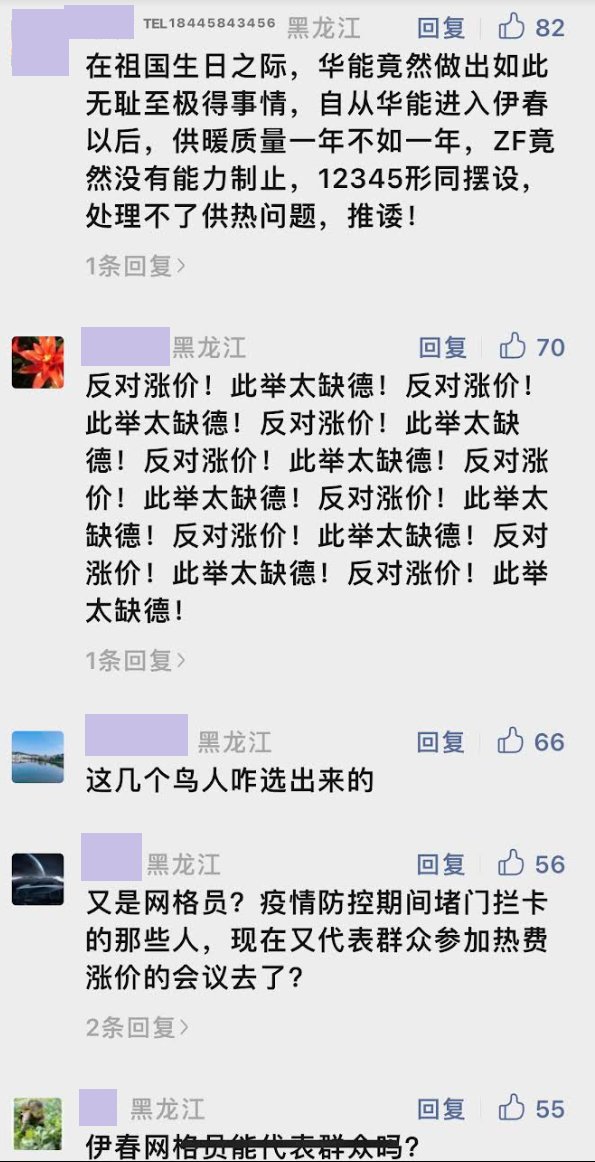 TEL18445843456 黑龙江 回复 82
在祖国生日之际，华能竟然做出如此
无耻至极得事情，自从华能进入伊春
以后，供暖质量一年不如一年，ZF竟
然没有能力制止，12345形同摆设，
处理不了供热问题，推诿！
1条回复>
黑龙江 回复 70
反对涨价！此举太缺德！反对涨价！
此举太缺德！反对涨价！此举太缺
德！反对涨价！此举太缺德！反对涨
价！此举太缺德！反对涨价！此举太
缺德！反对涨价！此举太缺德！反对
涨价！此举太缺德！反对涨价！此举
太缺德！
1条回复>
黑龙江 回复 66
这几个鸟人咋选出来的
黑龙江 回复 56
又是网格员？疫情防控期间堵门拦卡
的那些人，现在又代表群众参加热费
涨价的会议去了？
2条回复>
黑龙江 回复 55
伊春网格员能代表群众吗？